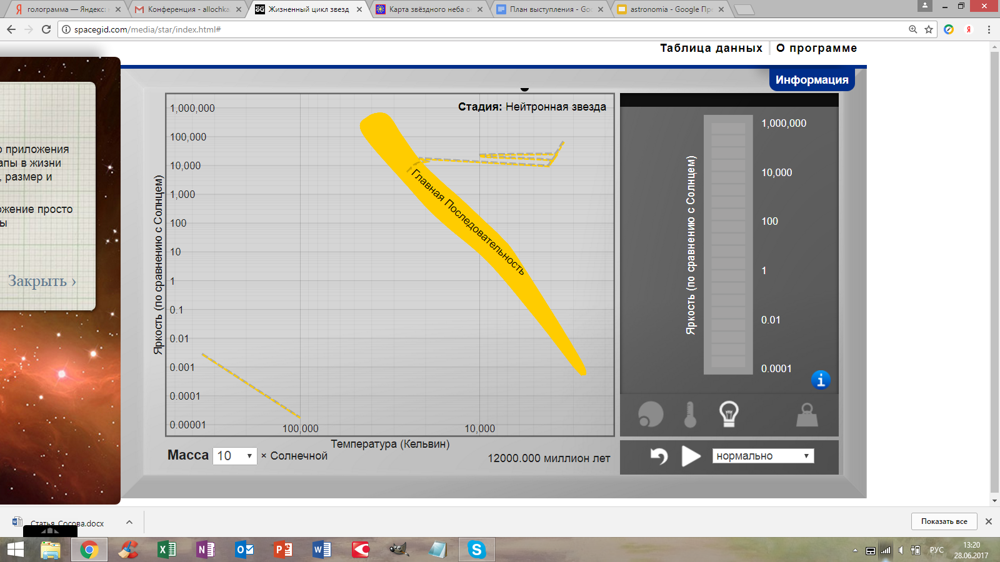 голограмма — Яндекс:
Конференция - allochka
Жизненный цикл звезд
Карта звёздного неба о
План выступления - Goo
astronomia - Google Пре
spacegid.com/media/star/index.html#
Таблица данных
О программе
Информация
о приложения
апы в жизни
, размер и
ожение просто
ы
Закрыть ›
Стадия: Нейтронная звезда
Яркость (по сравнению с Солнцем)
1,000,000
100,000
10,000
1,000
100
10
1
0.1
0.01
0.001
0.0001
0.00001
Главная Последовательность
100,000
10,000
Температура (Кельвин)
Масса 10 × Солнечной
12000.000 миллион лет
Яркость (по сравнению с Солнцем)
1,000,000
10,000
100
1
0.01
0.0001
нормально
Статья_Сосова.docx
Показать все
РУС
13:20
28.06.2017